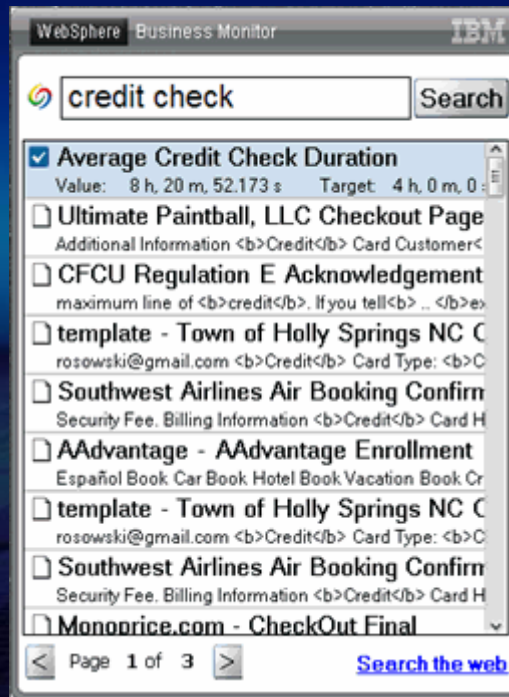 WebSphere Business Monitor IBM
credit check Search
Average Credit Check Duration
Value: 8 h, 20 m, 52.173 s Target: 4 h, 0 m, 0
Ultimate Paintball, LLC Checkout Page
Additional Information <b>Credit</b> Card Customer<
CFCU Regulation E Acknowledgement
maximum line of <b>credit</b>. If you tell<b> .. </b>ex
template - Town of Holly Springs NC C
rosowski@gmail.com <b>Credit</b> Card Type: <b>C
Southwest Airlines Air Booking Confirm
Security Fee. Billing Information <b>Credit</b> Card H
AAdvantage - AAdvantage Enrollment
Español Book Car Book Hotel Book Vacation Book Cr
template - Town of Holly Springs NC C
rosowski@gmail.com <b>Credit</b> Card Type: <b>C
Southwest Airlines Air Booking Confirm
Security Fee. Billing Information <b>Credit</b> Card H
Monoprice.com - CheckOut Final
< Page 1 of 3 > Search the web